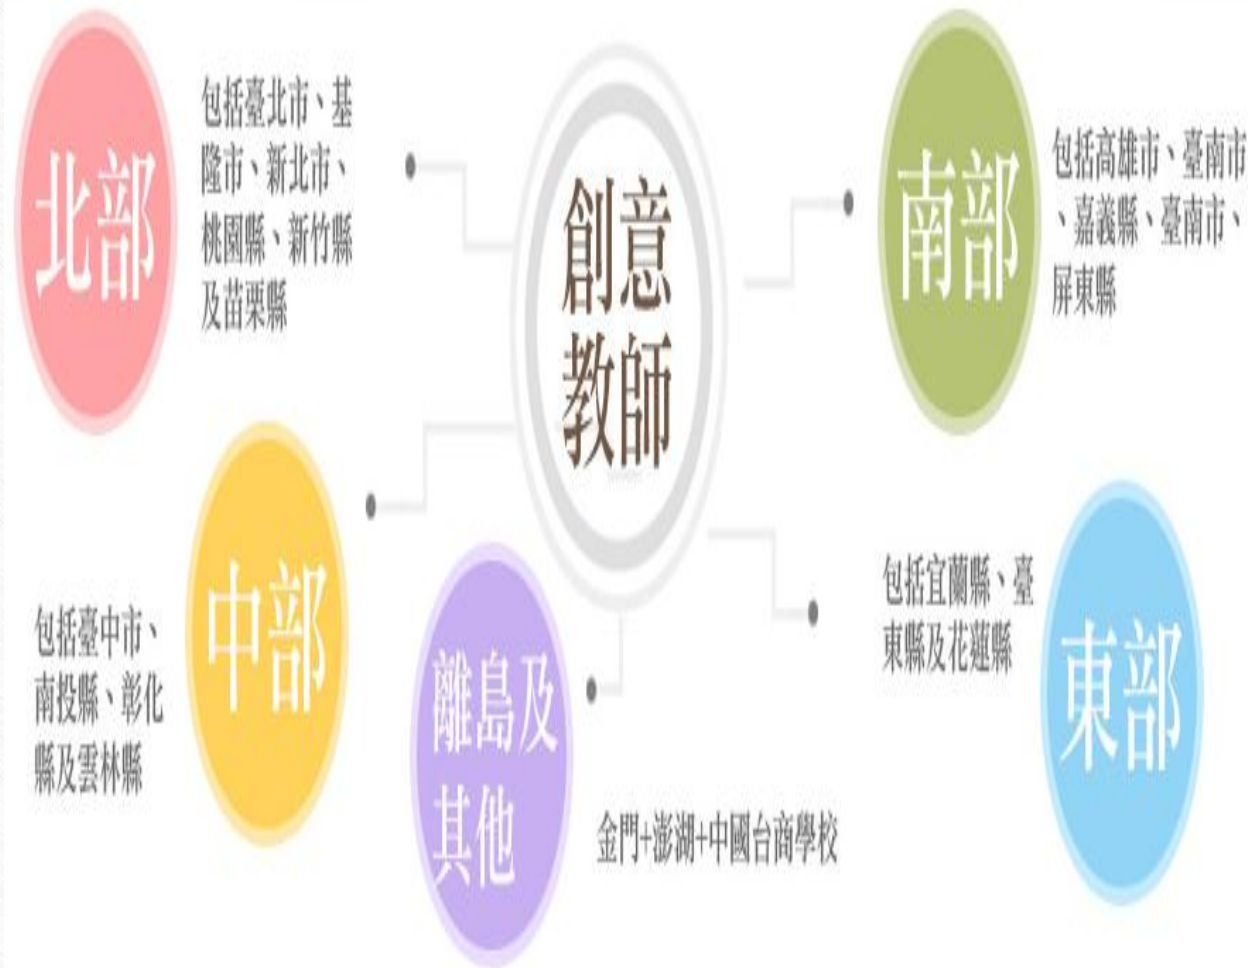 北部
包括臺北市、基
隆市、新北市、
桃園縣、新竹縣
及苗栗縣
創意
教師
南部
包括高雄市、臺南市
、嘉義縣、臺南市、
屏東縣
中部
包括臺中市、
南投縣、彰化
縣及雲林縣
離島及
其他
金門+澎湖+中國台商學校
包括宜蘭縣、臺
東縣及花蓮縣
東部